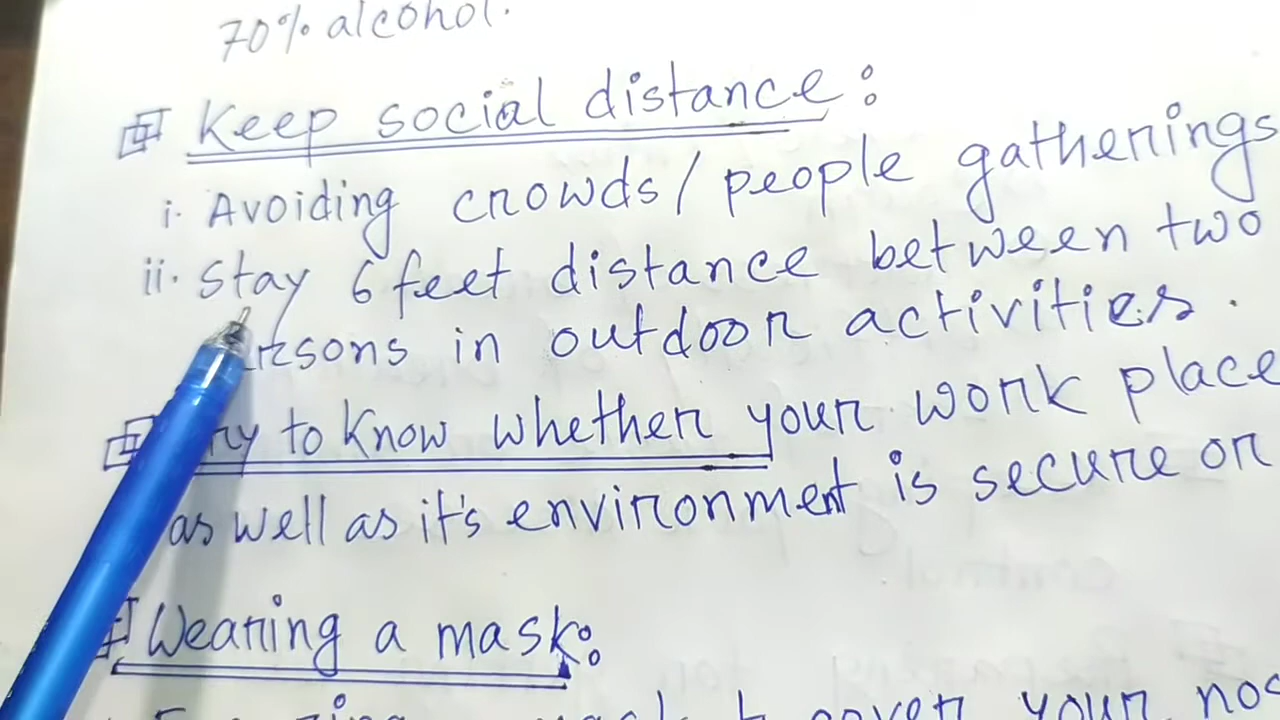 70% alcohol.
Keep social distance:
i. Avoiding crowds/people gatherings
ii. Stay 6 feet distance between two
in outdoor activities.
to know whether your work place
as well as it's environment is secure or
Wearing a mask:
your